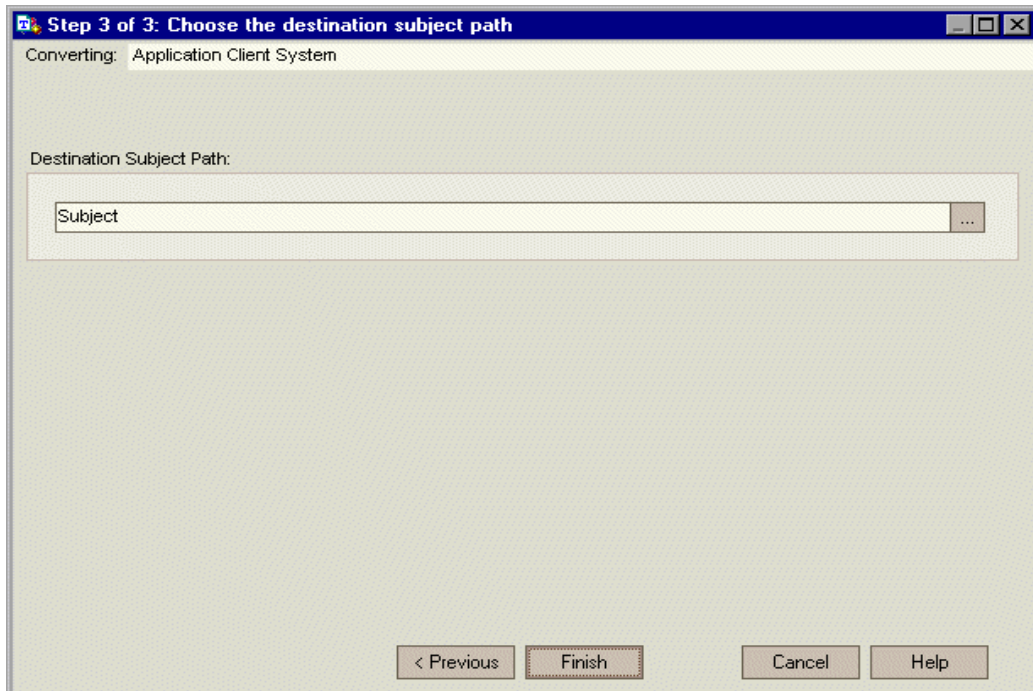 Step 3 of 3: Choose the destination subject path
Converting: Application Client System
Destination Subject Path:
Subject ...
< Previous Finish Cancel Help